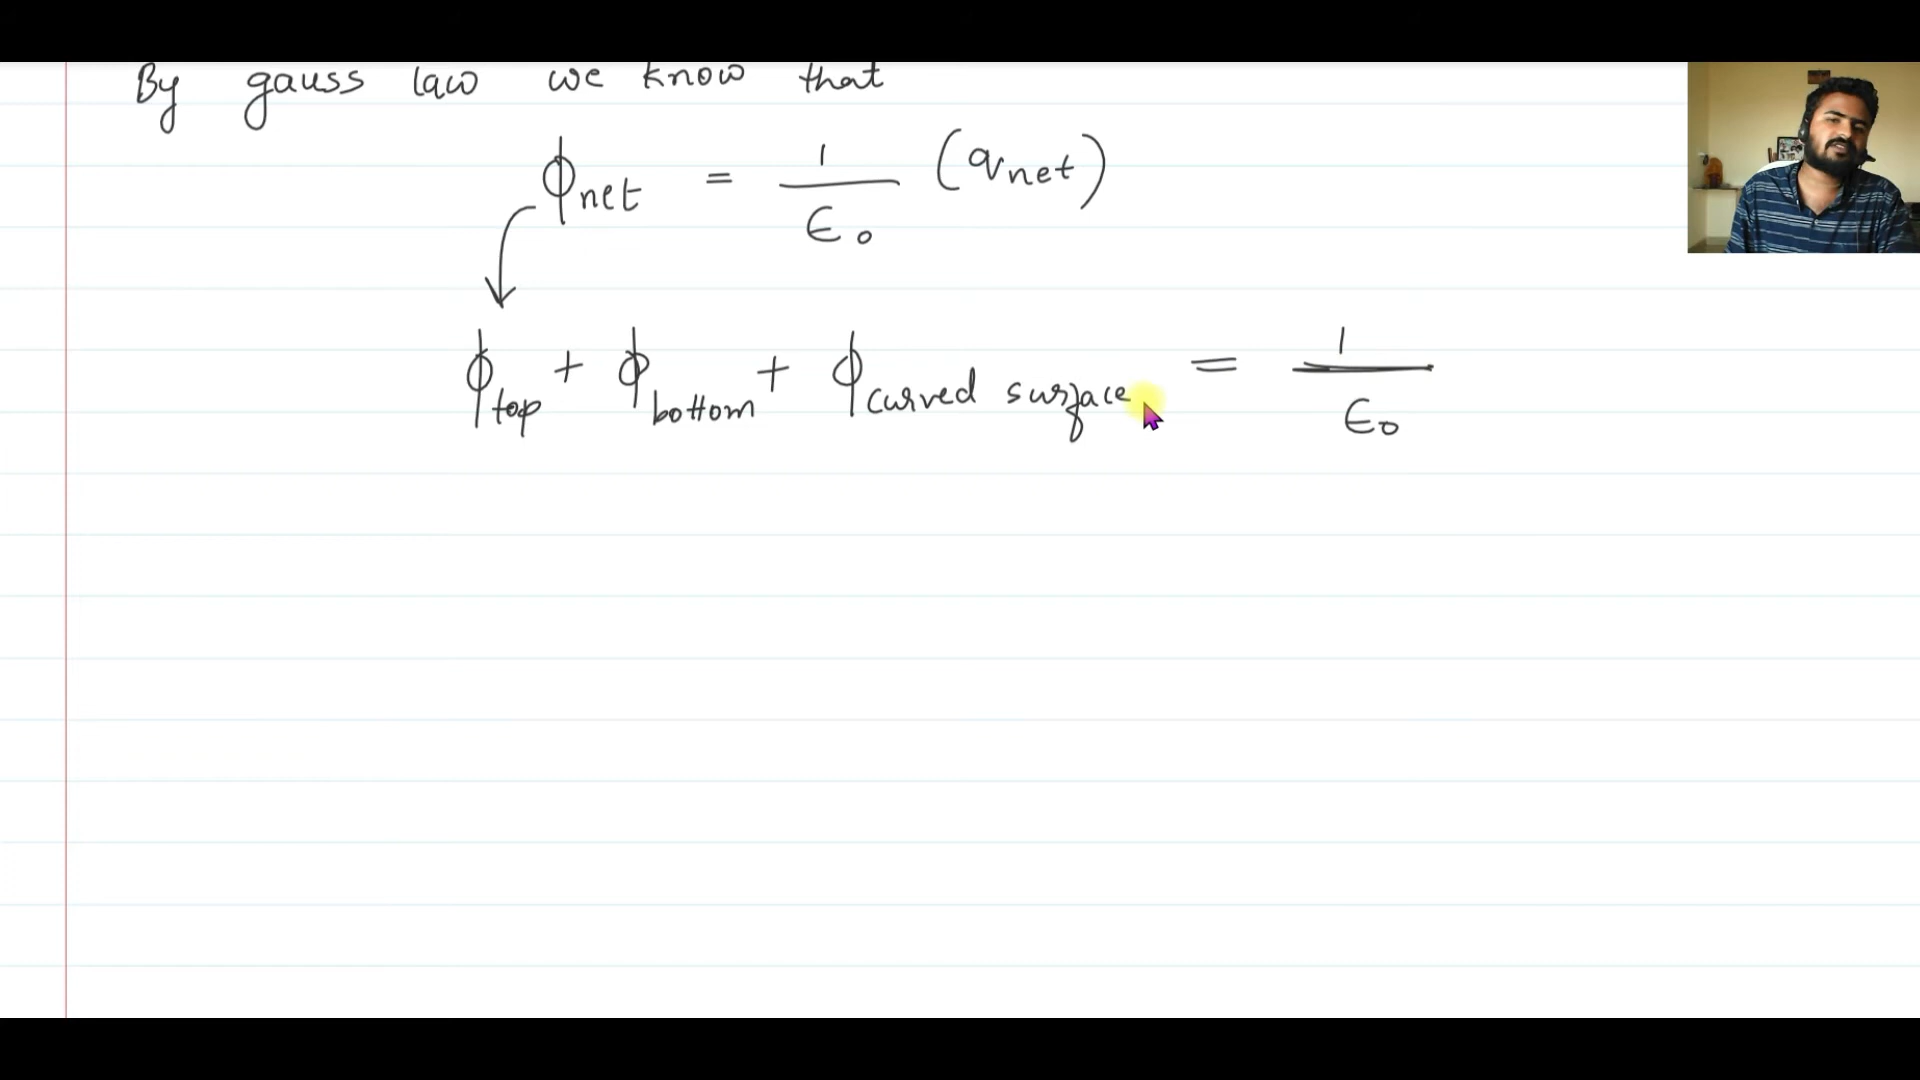 By gauss law we know that
ϕnet = 1/ϵ0 (qnet)
ϕtop + ϕbottom + ϕcurved surface = 1/ϵ0